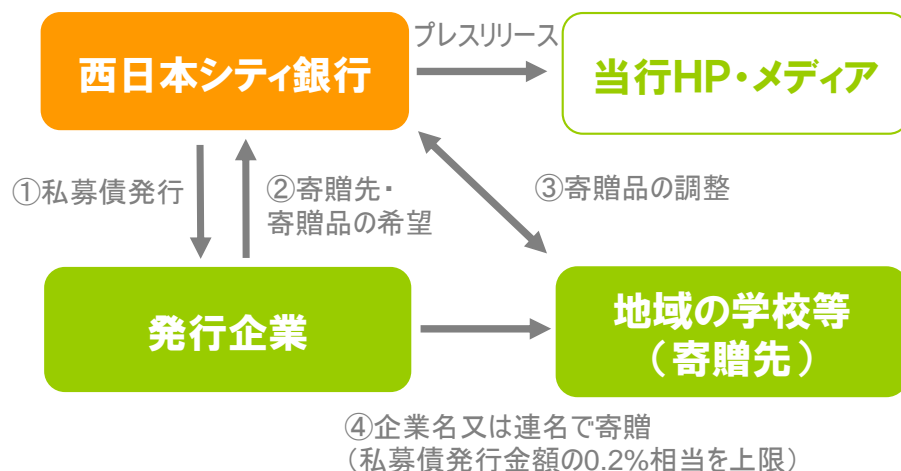 プレスリリース
西日本シティ銀行
当行HP・メディア
①私募債発行
②寄贈先・
寄贈品の希望
③寄贈品の調整
発行企業
地域の学校等
（寄贈先）
④企業名又は連名で寄贈
（私募債発行金額の0.2%相当を上限）